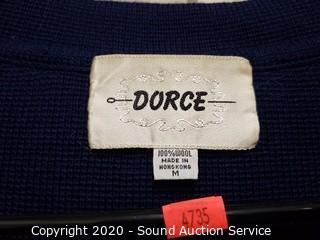 DORCE
100% WOOL
MADE IN
HONGKONG
M
4735
Copyright © 2020 - Sound Auction Service